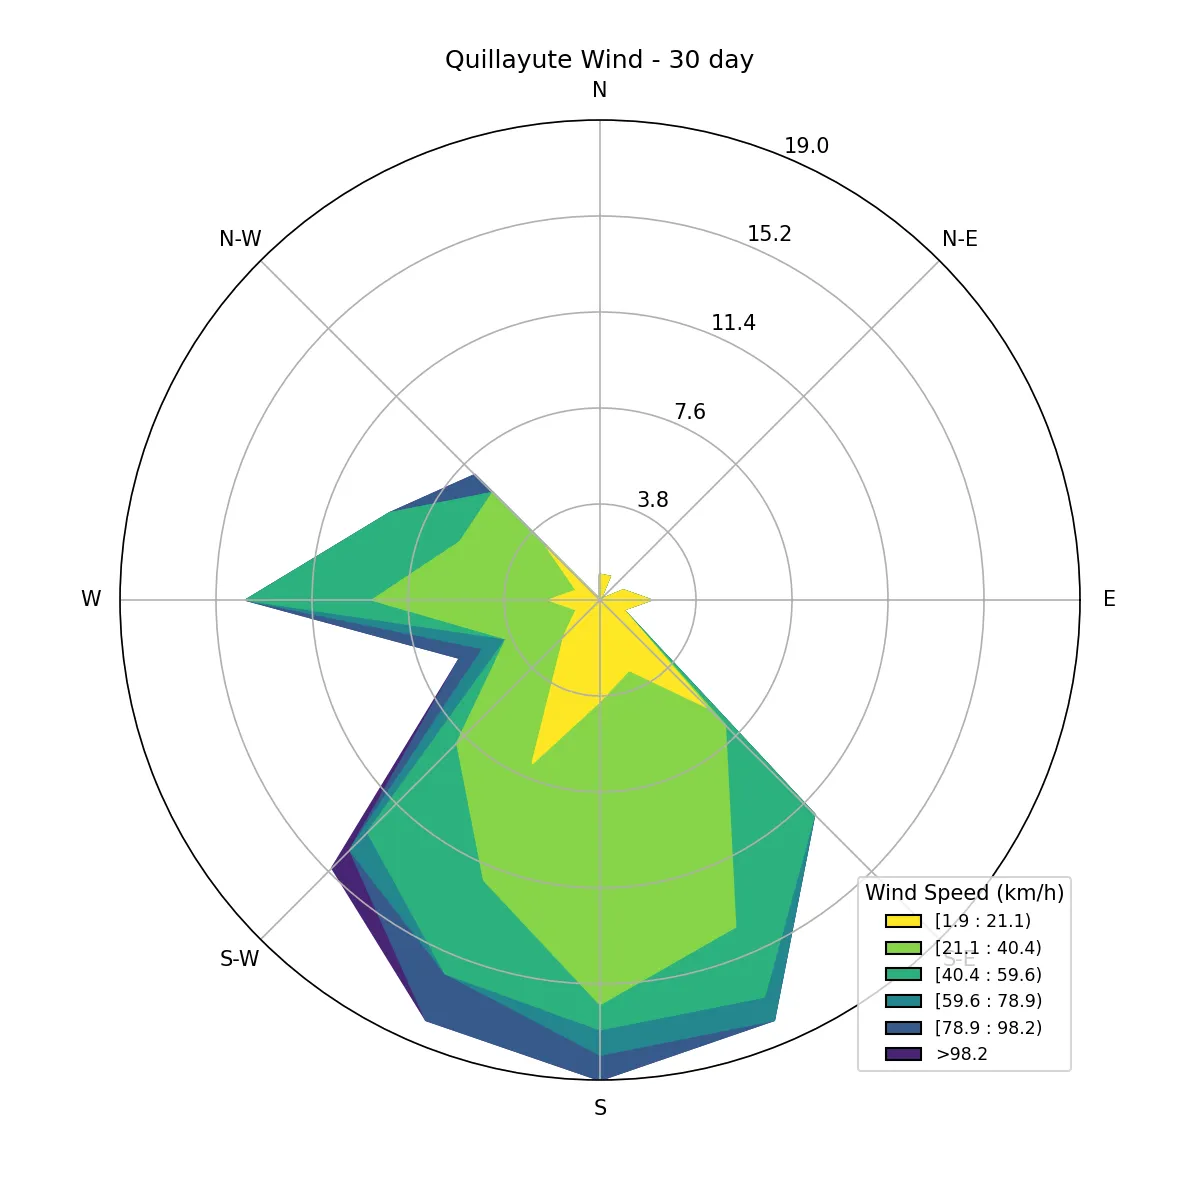 Quillayute Wind - 30 day
N
19.0
15.2
N-W
N-E
11.4
7.6
3.8
W
E
Wind Speed (km/h)
[1.9 : 21.1)
[21.1 : 40.4)
S-W
S-E
[40.4 : 59.6)
[59.6 : 78.9)
[78.9 : 98.2)
>98.2
S